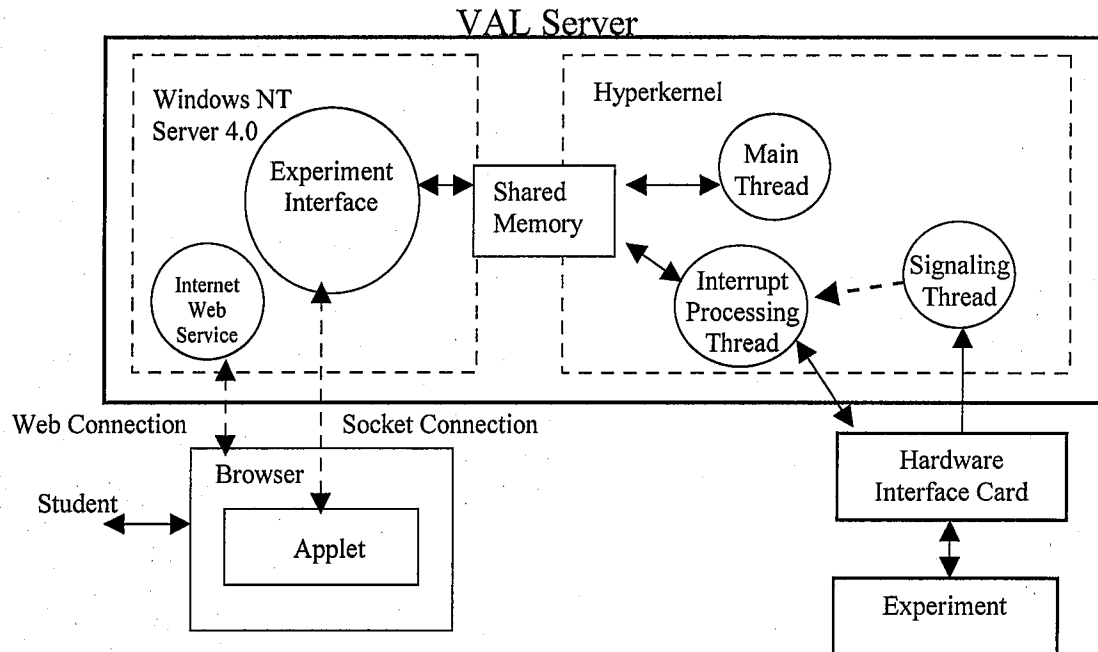 VAL Server
Windows NT
Server 4.0
Experiment
Interface
Internet
Web
Service
Shared
Memory
Hyperkernel
Main
Thread
Interrupt
Processing
Thread
Signaling
Thread
Web Connection
Socket Connection
Student
Browser
Applet
Hardware
Interface Card
Experiment